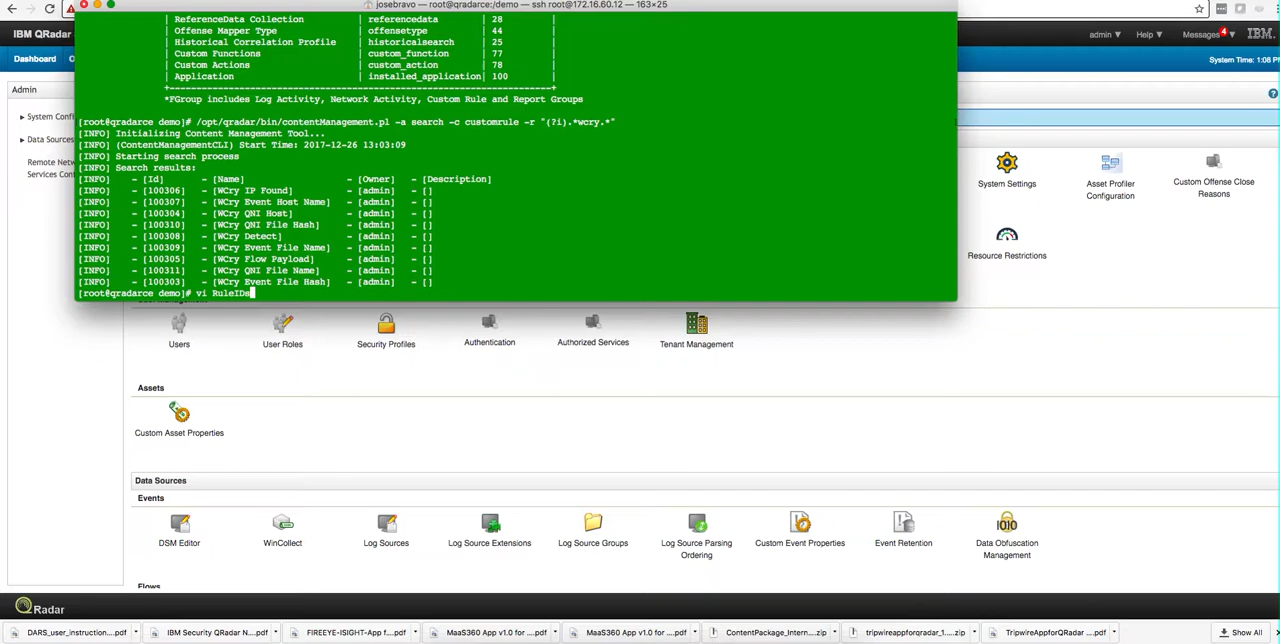 josebravo — root@qradarce:/demo — ssh root@172.16.60.12 — 163×25
| ReferenceData Collection | referencedata | 28 |
| Offense Mapper Type | offensetype | 44 |
| Historical Correlation Profile | historicalsearch | 25 |
| Custom Functions | custom_function | 77 |
| Custom Actions | custom_action | 78 |
| Application | installed_application| 100 |
*FGroup includes Log Activity, Network Activity, Custom Rule and Report Groups
[root@qradarce demo]# /opt/qradar/bin/contentManagement.pl -a search -c customrule -r "(?i).*wcry.*"
[INFO] Initializing Content Management Tool...
[INFO] (ContentManagementCLI) Start Time: 2017-12-26 13:03:09
[INFO] Starting search process
[INFO] Search results:
[INFO] - [Id] - [Name] - [Owner] - [Description]
[INFO] - [100306] - [WCry IP Found] - [admin] - []
[INFO] - [100307] - [WCry Event Host Name] - [admin] - []
[INFO] - [100304] - [WCry QNI Host] - [admin] - []
[INFO] - [100310] - [WCry QNI File Hash] - [admin] - []
[INFO] - [100308] - [WCry Detect] - [admin] - []
[INFO] - [100309] - [WCry Event File Name] - [admin] - []
[INFO] - [100305] - [WCry Flow Payload] - [admin] - []
[INFO] - [100311] - [WCry QNI File Name] - [admin] - []
[INFO] - [100303] - [WCry Event File Hash] - [admin] - []
[root@qradarce demo]# vi RuleIDs
IBM QRadar
admin ▼ Help ▼ Messages 4 ▼ IBM
Dashboard O
System Time: 1:08 P
Admin
System Confi
Data Sources
Remote Netw
Services Cont
System Settings
Asset Profiler
Configuration
Custom Offense Close
Reasons
Resource Restrictions
Users
User Roles
Security Profiles
Authentication
Authorized Services
Tenant Management
Assets
Custom Asset Properties
Data Sources
Events
DSM Editor
WinCollect
Log Sources
Log Source Extensions
Log Source Groups
Log Source Parsing
Ordering
Custom Event Properties
Event Retention
Data Obfuscation
Management
Flows
QRadar
DARS_user_instruction....pdf
IBM Security QRadar N....pdf
FIREEYE-ISIGHT-App f....pdf
MaaS360 App v1.0 for ....pdf
MaaS360 App v1.0 for ....pdf
ContentPackage_Intern....zip
tripwireappforqradar_1....zip
TripwireAppforQRadar ....pdf
Show All